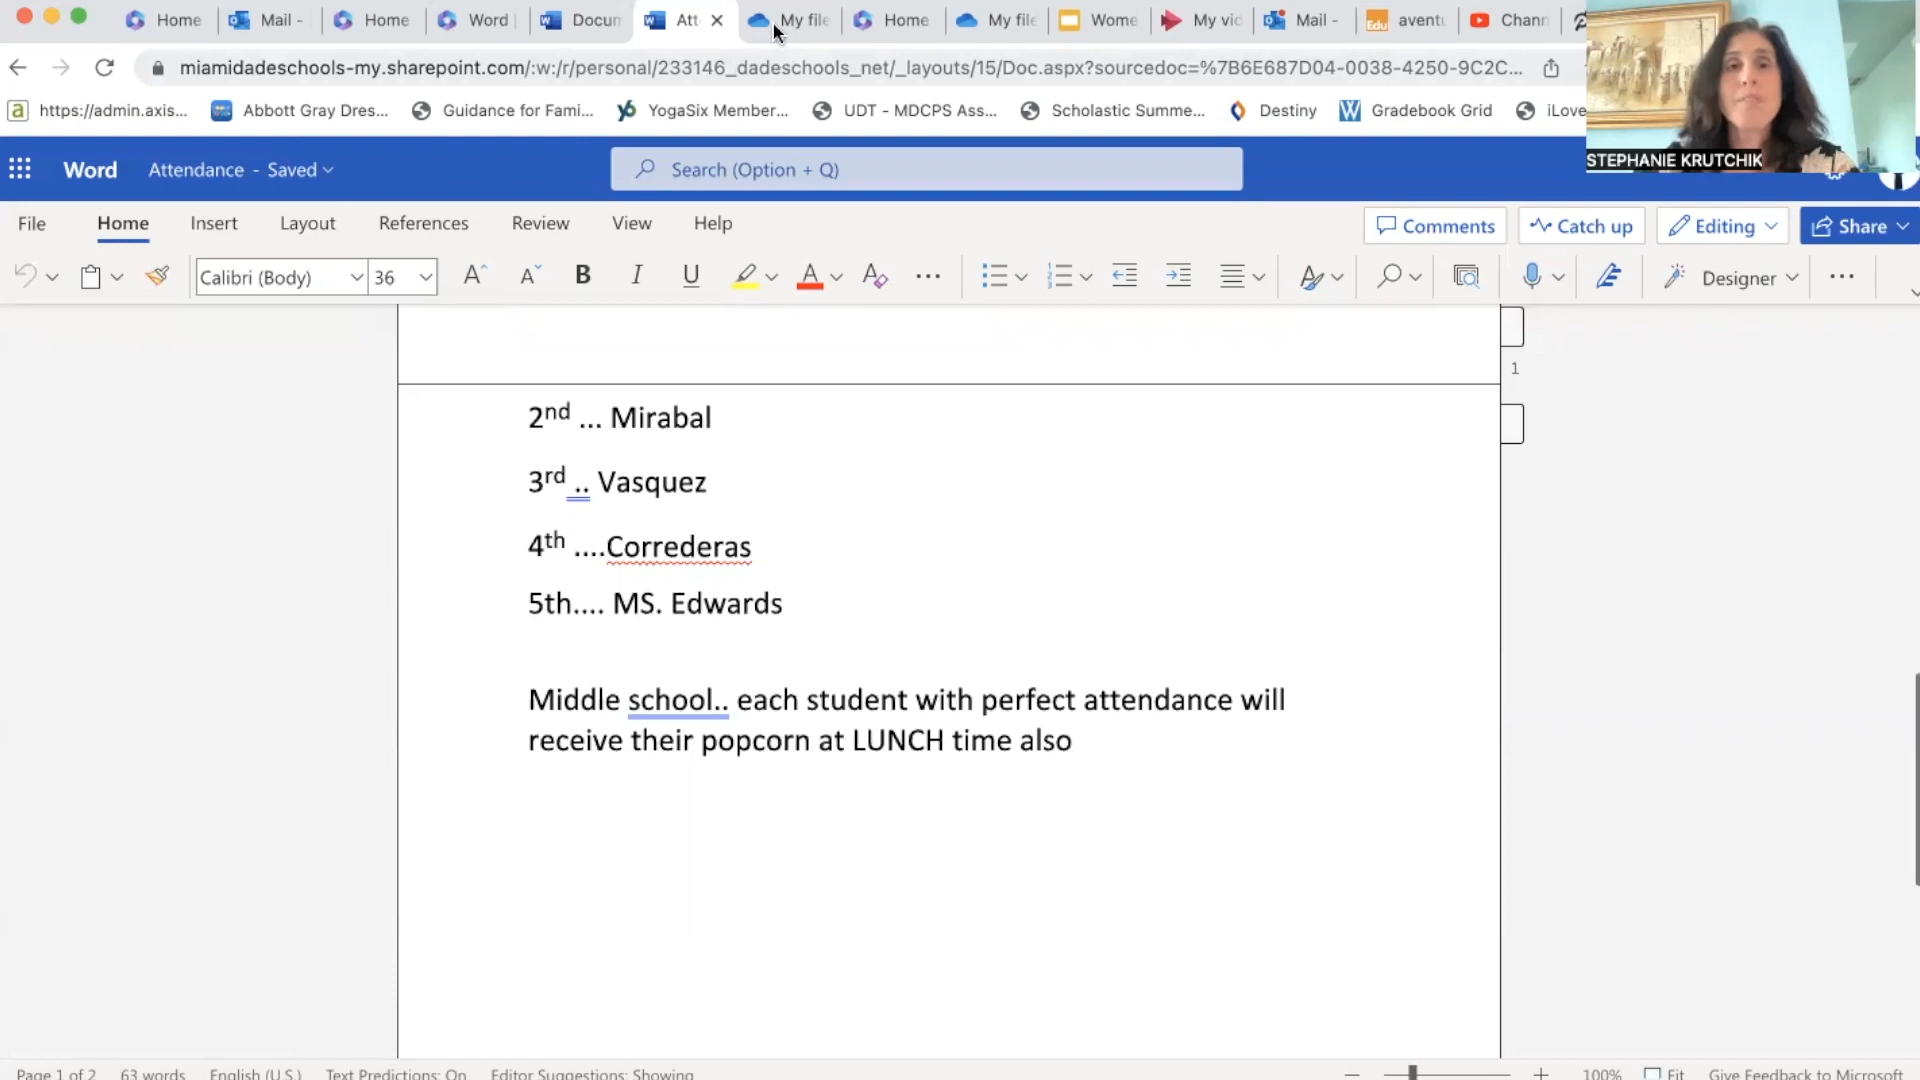 Home
Mail -
Home
Word
Docum
Att
My file
Home
My file
Wome
My vid
Mail -
Edu
aventu
Chann
miamidadeschools-my.sharepoint.com/:w:/r/personal/233146_dadeschools_net/_layouts/15/Doc.aspx?sourcedoc=%7B6E687D04-0038-4250-9C2C...
https://admin.axis...
Abbott Gray Dres...
Guidance for Fami...
YogaSix Member...
UDT - MDCPS Ass...
Scholastic Summe...
Destiny
Gradebook Grid
iLove
STEPHANIE KRUTCHIK
Word
Attendance - Saved
Search (Option + Q)
File
Home
Insert
Layout
References
Review
View
Help
Comments
Catch up
Editing
Share
Calibri (Body)
36
Designer
1
2nd ... Mirabal
3rd .. Vasquez
4th ....Correderas
5th.... MS. Edwards
Middle school.. each student with perfect attendance will
receive their popcorn at LUNCH time also
Page 1 of 2
63 words
English (U.S.)
Text Predictions: On
Editor Suggestions: Showing
100%
Fit
Give Feedback to Microsoft